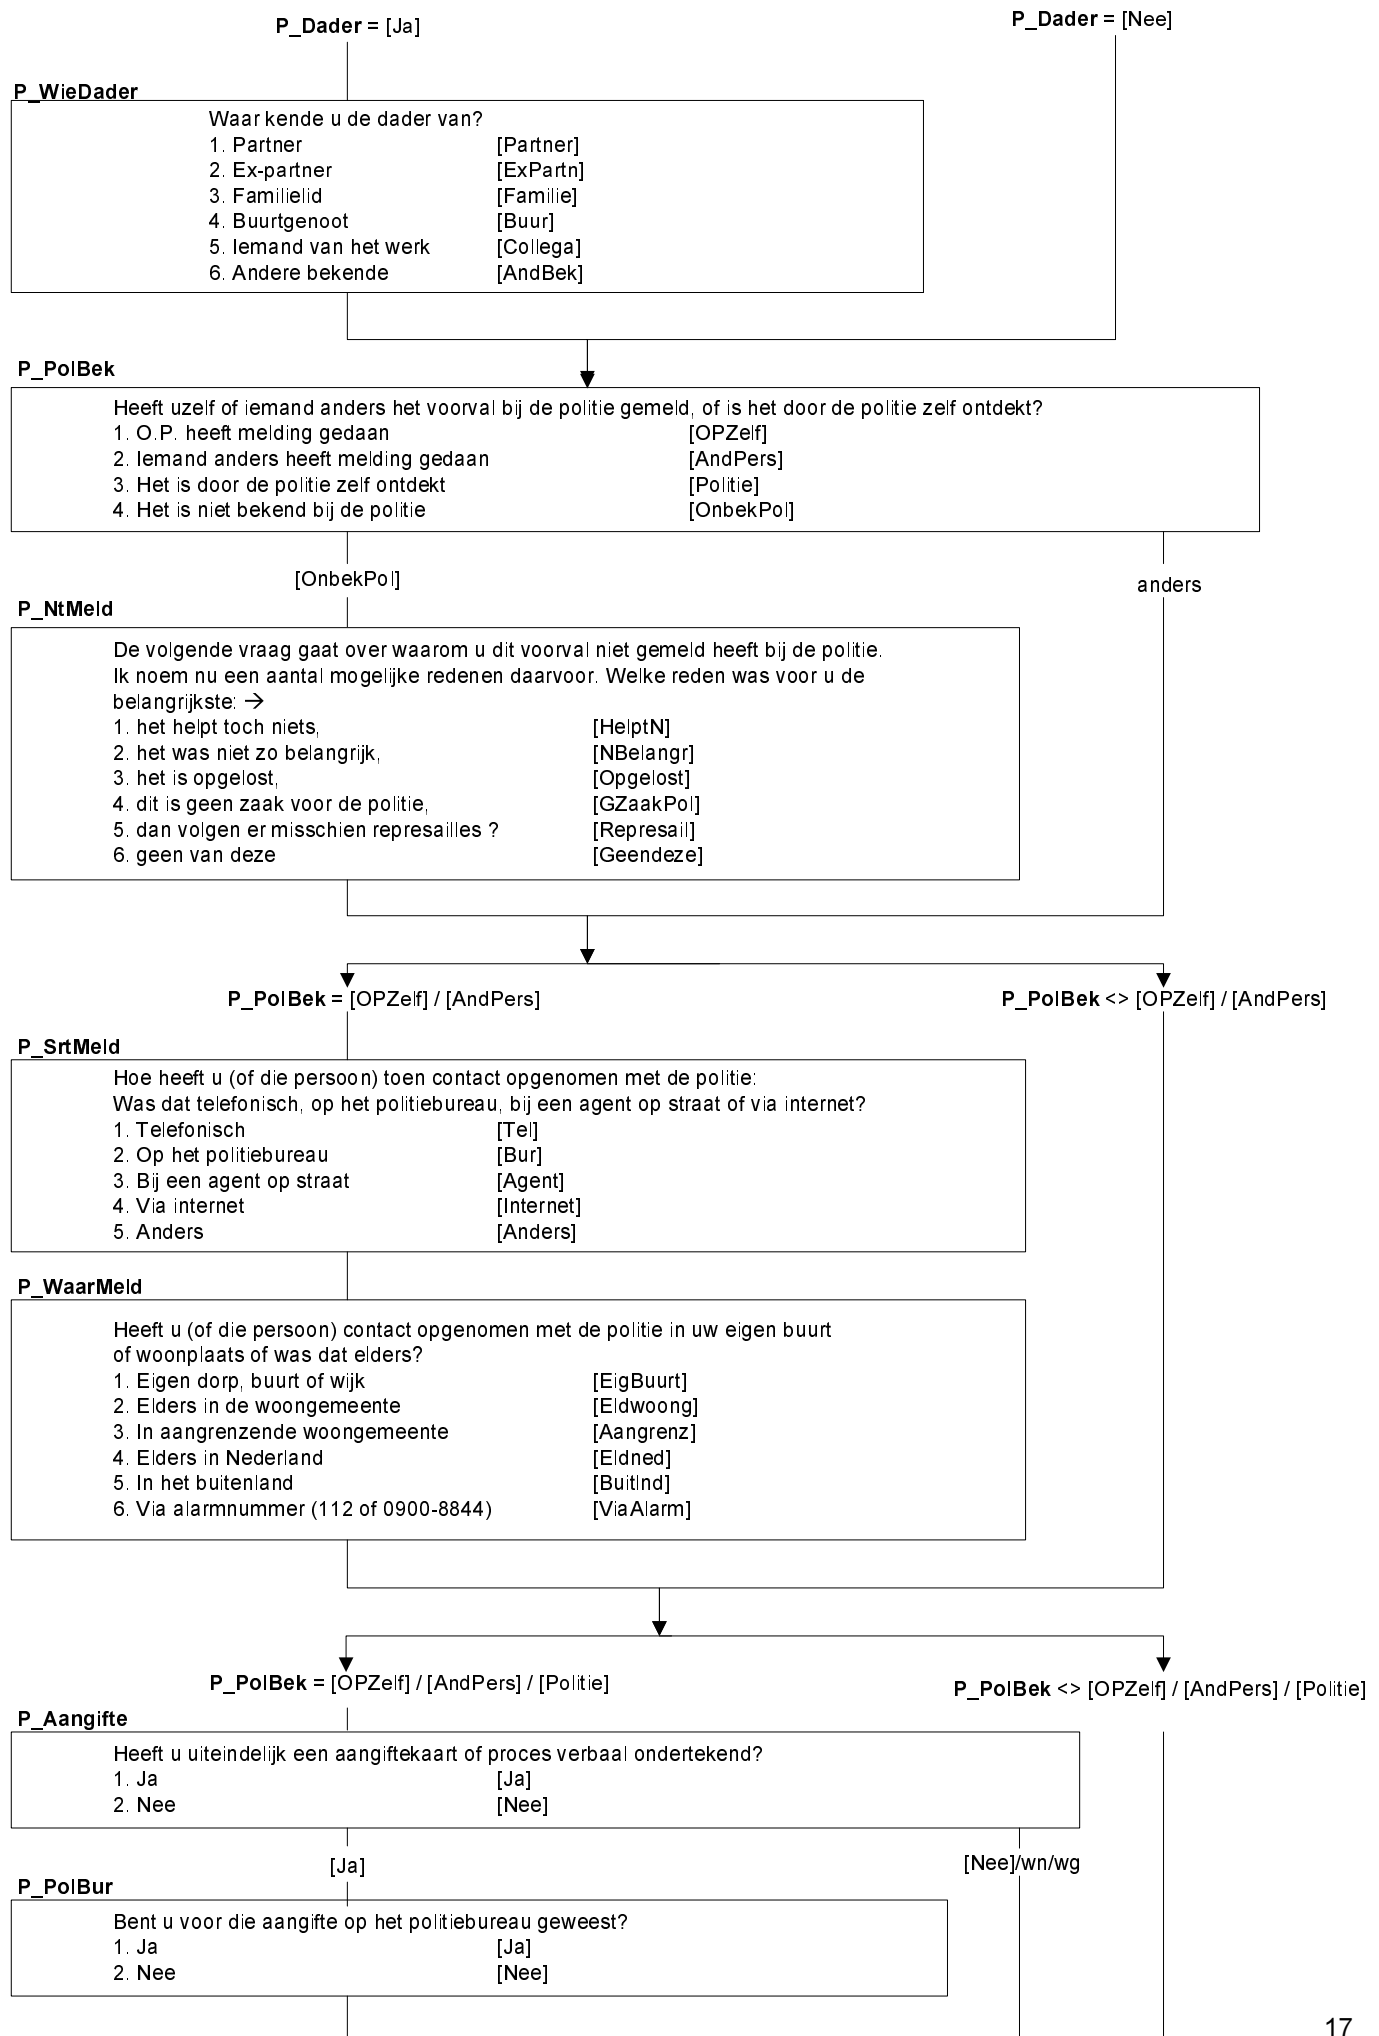 P_Dader = [Ja]
P_Dader = [Nee]
P_WieDader
Waar kende u de dader van?
1. Partner [Partner]
2. Ex-partner [ExPartn]
3. Familielid [Familie]
4. Buurtgenoot [Buur]
5. Iemand van het werk [Collega]
6. Andere bekende [AndBek]
P_PolBek
Heeft uzelf of iemand anders het voorval bij de politie gemeld, of is het door de politie zelf ontdekt?
1. O.P. heeft melding gedaan [OPZelf]
2. Iemand anders heeft melding gedaan [AndPers]
3. Het is door de politie zelf ontdekt [Politie]
4. Het is niet bekend bij de politie [OnbekPol]
[OnbekPol]
anders
P_NtMeld
De volgende vraag gaat over waarom u dit voorval niet gemeld heeft bij de politie.
Ik noem nu een aantal mogelijke redenen daarvoor. Welke reden was voor u de
belangrijkste: →
1. het helpt toch niets, [HelptN]
2. het was niet zo belangrijk, [NBelangr]
3. het is opgelost, [Opgelost]
4. dit is geen zaak voor de politie, [GZaakPol]
5. dan volgen er misschien represailles ? [Represail]
6. geen van deze [Geendeze]
P_PolBek = [OPZelf] / [AndPers]
P_PolBek <> [OPZelf] / [AndPers]
P_SrtMeld
Hoe heeft u (of die persoon) toen contact opgenomen met de politie:
Was dat telefonisch, op het politiebureau, bij een agent op straat of via internet?
1. Telefonisch [Tel]
2. Op het politiebureau [Bur]
3. Bij een agent op straat [Agent]
4. Via internet [Internet]
5. Anders [Anders]
P_WaarMeld
Heeft u (of die persoon) contact opgenomen met de politie in uw eigen buurt
of woonplaats of was dat elders?
1. Eigen dorp, buurt of wijk [EigBuurt]
2. Elders in de woongemeente [Eldwoong]
3. In aangrenzende woongemeente [Aangrenz]
4. Elders in Nederland [Eldned]
5. In het buitenland [Buitlnd]
6. Via alarmnummer (112 of 0900-8844) [ViaAlarm]
P_PolBek = [OPZelf] / [AndPers] / [Politie]
P_PolBek <> [OPZelf] / [AndPers] / [Politie]
P_Aangifte
Heeft u uiteindelijk een aangiftekaart of proces verbaal ondertekend?
1. Ja [Ja]
2. Nee [Nee]
[Ja]
[Nee]/wn/wg
P_PolBur
Bent u voor die aangifte op het politiebureau geweest?
1. Ja [Ja]
2. Nee [Nee]
17